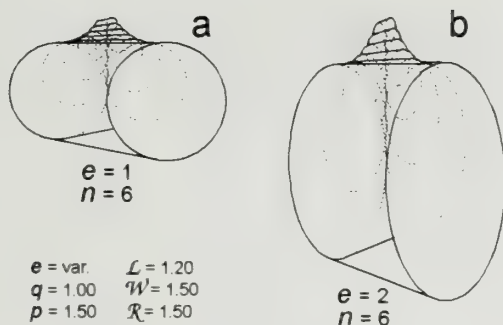 a
b
e = 1
n = 6
e = 2
n = 6
e = var. ℒ = 1.20
q = 1.00 𝒲 = 1.50
p = 1.50 ℛ = 1.50